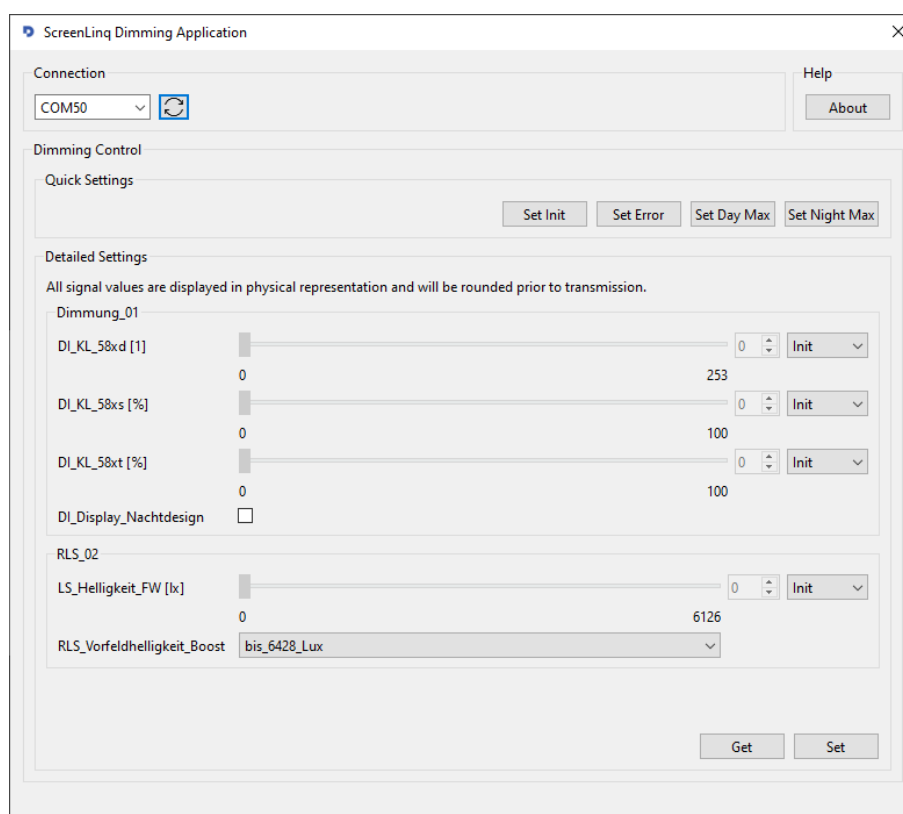 ScreenLinq Dimming Application
Connection
Help
COM50
About
Dimming Control
Quick Settings
Set Init Set Error Set Day Max Set Night Max
Detailed Settings
All signal values are displayed in physical representation and will be rounded prior to transmission.
Dimmung_01
DI_KL_58xd [1] 0 Init
0 253
DI_KL_58xs [%] 0 Init
0 100
DI_KL_58xt [%] 0 Init
0 100
DI_Display_Nachtdesign
RLS_02
LS_Helligkeit_FW [lx] 0 Init
0 6126
RLS_Vorfeldhelligkeit_Boost bis_6428_Lux
Get Set